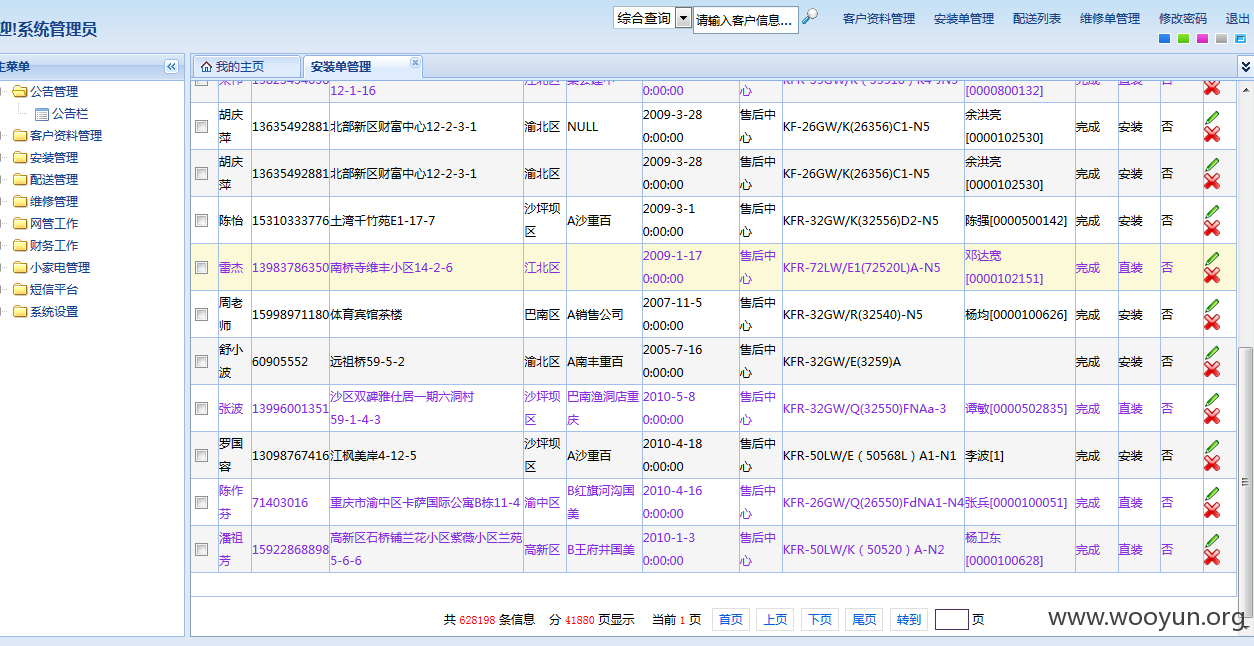 迎!系统管理员
综合查询 请输入客户信息... 客户资料管理 安装单管理 配送列表 维修单管理 修改密码 退出
主菜单
公告管理
公告栏
客户资料管理
安装管理
配送管理
维修管理
网管工作
财务工作
小家电管理
短信平台
系统设置
我的主页 安装单管理
12-1-16 0:00:00 心 [0000800132]
胡庆萍 13635492881 北部新区财富中心12-2-3-1 渝北区 NULL 2009-3-28 0:00:00 售后中心 KF-26GW/K(26356)C1-N5 余洪亮[0000102530] 完成 安装 否
胡庆萍 13635492881 北部新区财富中心12-2-3-1 渝北区 2009-3-28 0:00:00 售后中心 KF-26GW/K(26356)C1-N5 余洪亮[0000102530] 完成 安装 否
陈怡 15310333776 土湾千竹苑E1-17-7 沙坪坝区 A沙重百 2009-3-1 0:00:00 售后中心 KFR-32GW/K(32556)D2-N5 陈强[0000500142] 完成 安装 否
雷杰 13983786350 南桥寺维丰小区14-2-6 江北区 2009-1-17 0:00:00 售后中心 KFR-72LW/E1(72520L)A-N5 邓达宽[0000102151] 完成 直装 否
周老师 15998971180 体育宾馆茶楼 巴南区 A销售公司 2007-11-5 0:00:00 售后中心 KFR-32GW/R(32540)-N5 杨均[0000100626] 完成 安装 否
舒小波 60905552 远祖桥59-5-2 渝北区 A南丰重百 2005-7-16 0:00:00 售后中心 KFR-32GW/E(3259)A 完成 安装 否
张波 13996001351 沙区双碑雅仕居一期六洞村59-1-4-3 沙坪坝区 巴南渔洞店重庆 2010-5-8 0:00:00 售后中心 KFR-32GW/Q(32550)FNAa-3 谭敏[0000502835] 完成 直装 否
罗国容 13098767416 江枫美岸4-12-5 沙坪坝区 A沙重百 2010-4-18 0:00:00 售后中心 KFR-50LW/E（50568L）A1-N1 李波[1] 完成 安装 否
陈作芬 71403016 重庆市渝中区卡萨国际公寓B栋11-4 渝中区 B红旗河沟国美 2010-4-16 0:00:00 售后中心 KFR-26GW/Q(26550)FdNA1-N4 张兵[0000100051] 完成 直装 否
潘祖芳 15922868898 高新区石桥铺兰花小区紫薇小区兰苑5-6-6 高新区 B王府井国美 2010-1-3 0:00:00 售后中心 KFR-50LW/K（50520）A-N2 杨卫东[0000100628] 完成 直装 否
共 628198 条信息 分 41880 页显示 当前 1 页 首页 上页 下页 尾页 转到 页
www.wooyun.org